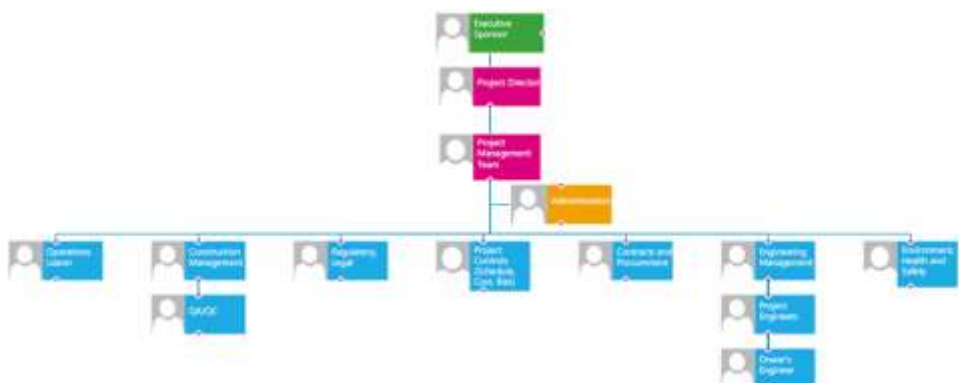 Executive
Sponsor
Project Director
Project
Management
Team
Administration
Operations
Liaison
Construction
Management
Regulatory,
Legal
Project
Controls
(Schedule,
Cost, Risk)
Contracts and
Procurement
Engineering
Management
Environment,
Health and
Safety
QA/QC
Project
Engineers
Owner's
Engineer